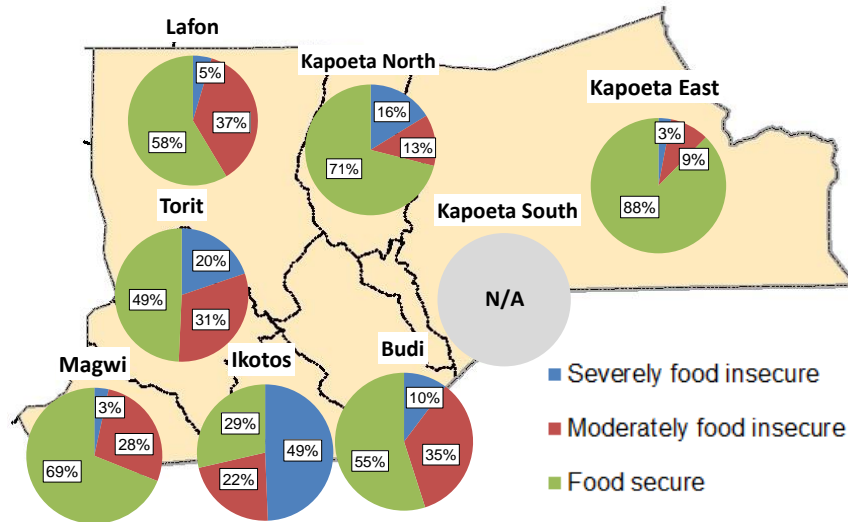 Lafon
5%
37%
58%
Kapoeta North
16%
13%
71%
Kapoeta East
3%
9%
88%
Torit
20%
31%
49%
Kapoeta South
N/A
Magwi
3%
28%
69%
Ikotos
29%
49%
22%
Budi
10%
35%
55%
Severely food insecure
Moderately food insecure
Food secure